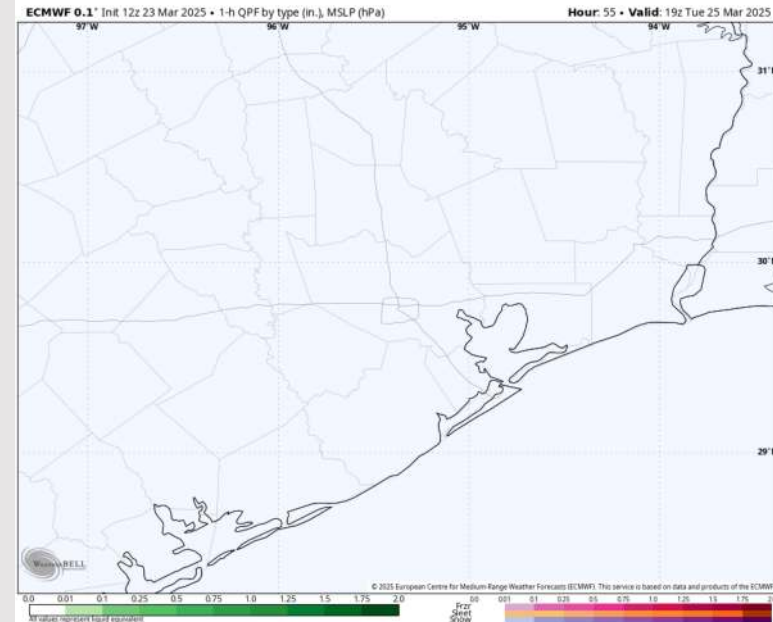 ECMWF 0.1° Init 12z 23 Mar 2025 • 1-h QPF by type (in.), MSLP (hPa) Hour: 55 • Valid: 19z Tue 25 Mar 2025
97°W 96°W 95°W 94°W
31°N
30°N
29°N
WeatherBELL
© 2025 European Centre for Medium-Range Weather Forecasts (ECMWF). This service is based on data and products of the ECMWF
0.0 0.01 0.1 0.25 0.5 0.75 1.0 1.25 1.5 1.75 2.0 0.0 0.01 0.1 0.25 0.5 0.75 1.0 1.25 1.5 1.75 2.0
Frzr
Sleet
Snow
All values represent liquid equivalent